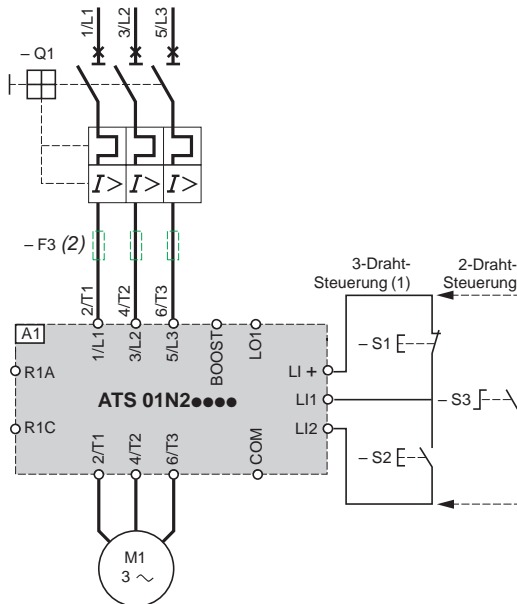 1/L1
3/L2
5/L3
– Q1
I>
I>
I>
– F3 (2)
2/T1
4/T2
6/T3
3-Draht-
Steuerung (1)
2-Draht-
Steuerung
A1
1/L1
3/L2
5/L3
BOOST
LO1
R1A
R1C
ATS 01N2●●●●
LI +
LI1
LI2
– S1
– S2
– S3
2/T1
4/T2
6/T3
COM
M1
3 ~